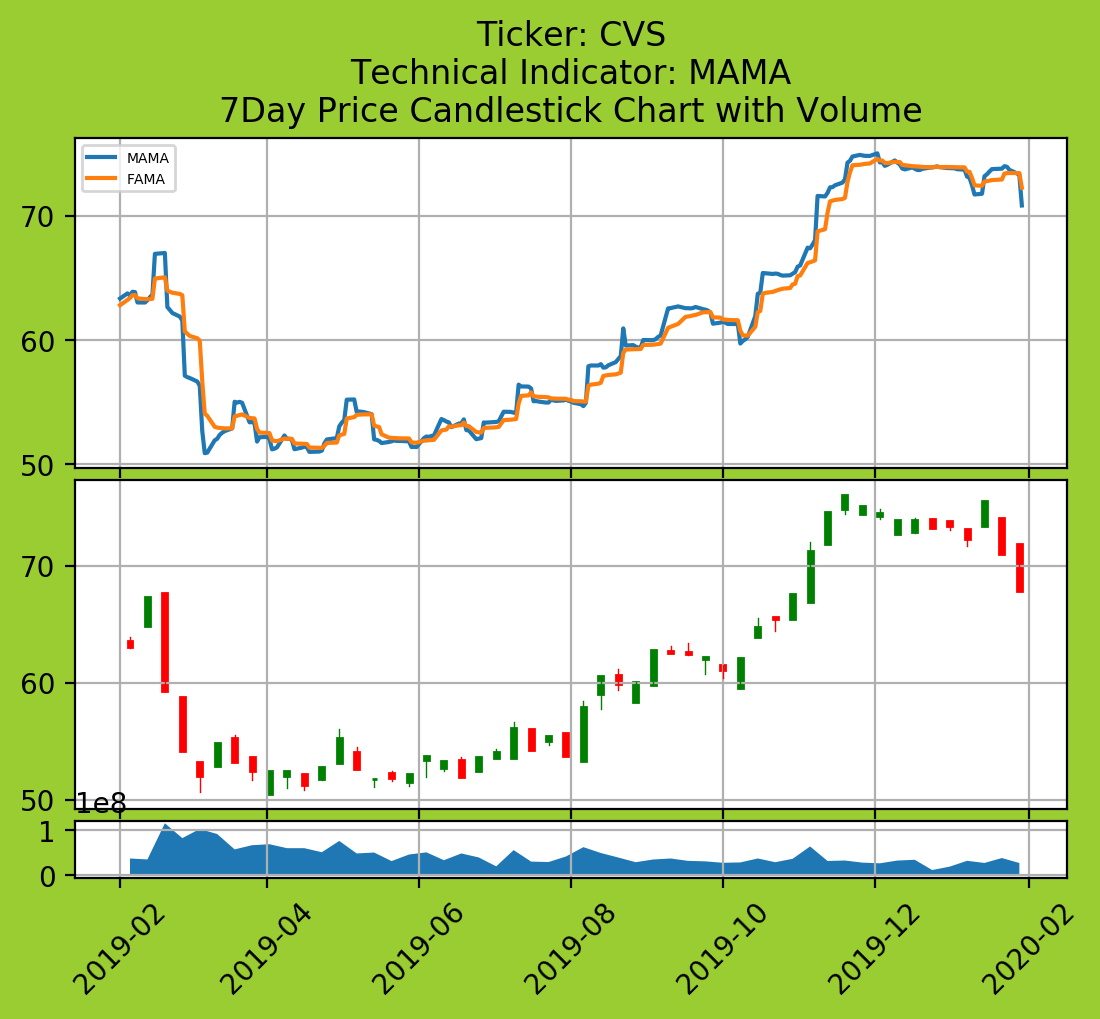 Ticker: CVS
Technical Indicator: MAMA
7Day Price Candlestick Chart with Volume
MAMA
FAMA
70
60
50
70
60
50
1e8
1
0
2019-02
2019-04
2019-06
2019-08
2019-10
2019-12
2020-02